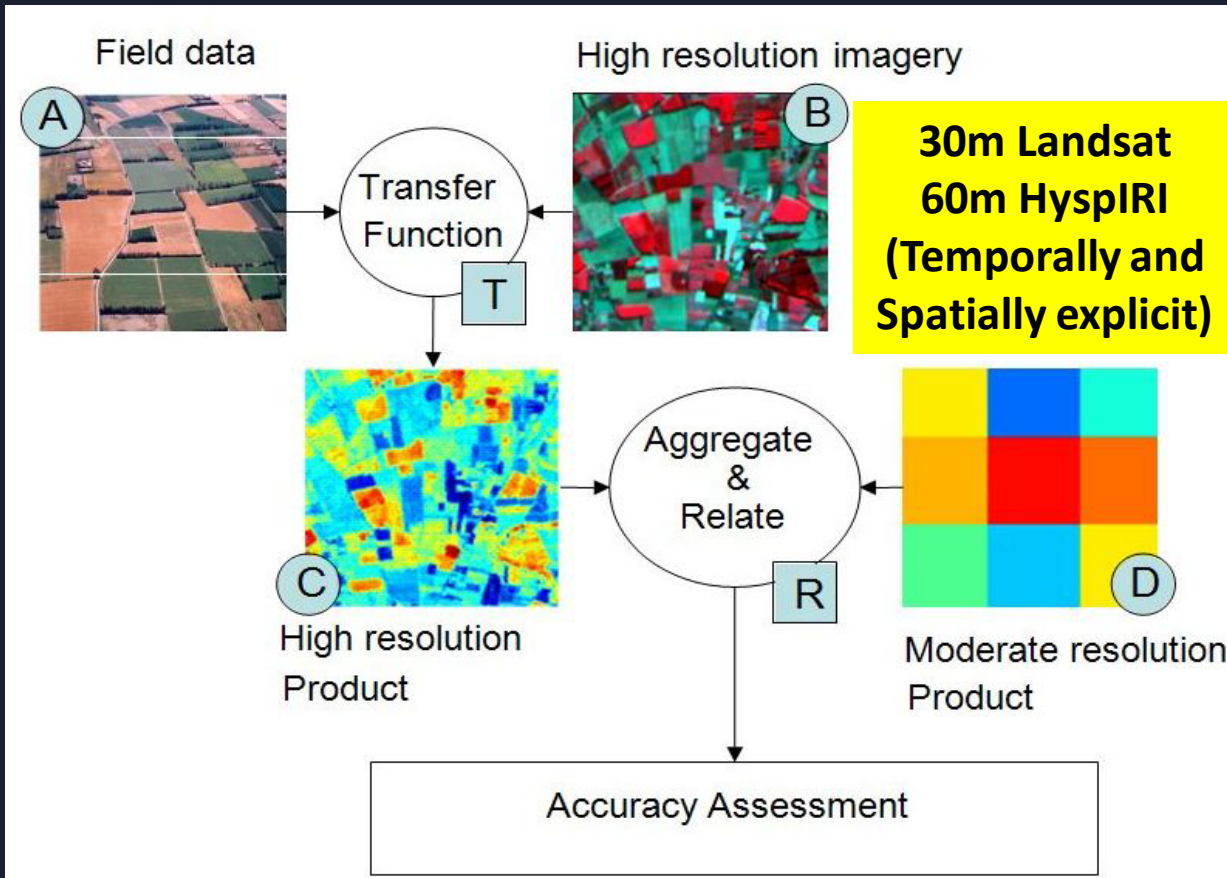 Field data
High resolution imagery
A
B
30m Landsat
60m HyspIRI
(Temporally and
Spatially explicit)
Transfer
Function
T
Aggregate
&
Relate
C
R
D
High resolution
Product
Moderate resolution
Product
Accuracy Assessment